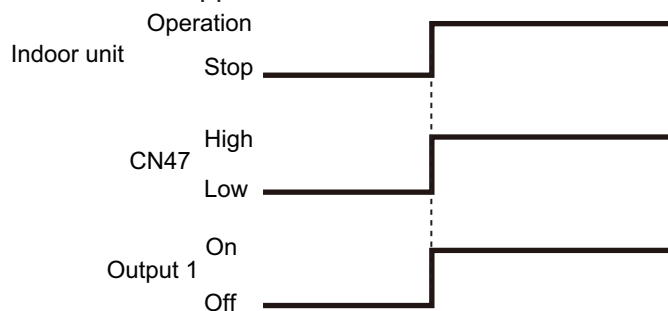 Operation
Indoor unit
Stop
High
CN47
Low
On
Output 1
Off